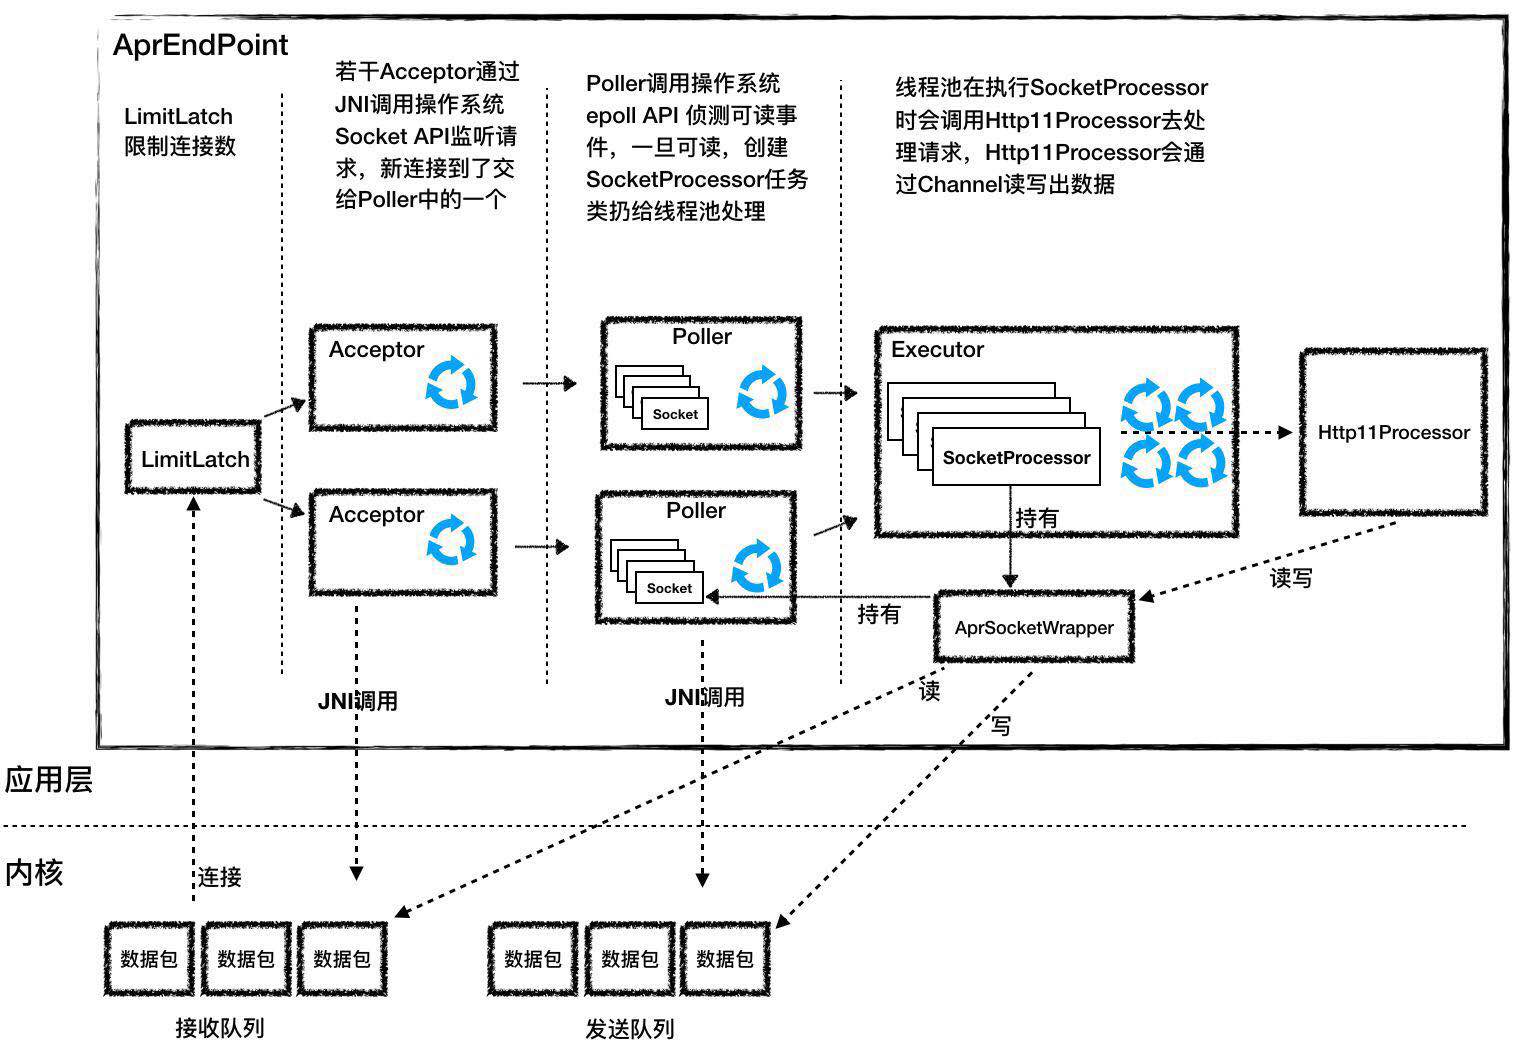 AprEndPoint
LimitLatch
限制连接数
若干Acceptor通过
JNI调用操作系统
Socket API监听请
求，新连接到了交
给Poller中的一个
Poller调用操作系统
epoll API 侦测可读事
件，一旦可读，创建
SocketProcessor任务
类扔给线程池处理
线程池在执行SocketProcessor
时会调用Http11Processor去处
理请求，Http11Processor会通
过Channel读写出数据
LimitLatch
Acceptor
Acceptor
Poller
Socket
Poller
Socket
Executor
SocketProcessor
Http11Processor
持有
持有
读写
AprSocketWrapper
读
写
JNI调用
JNI调用
应用层
内核
连接
数据包
数据包
数据包
数据包
数据包
数据包
接收队列
发送队列